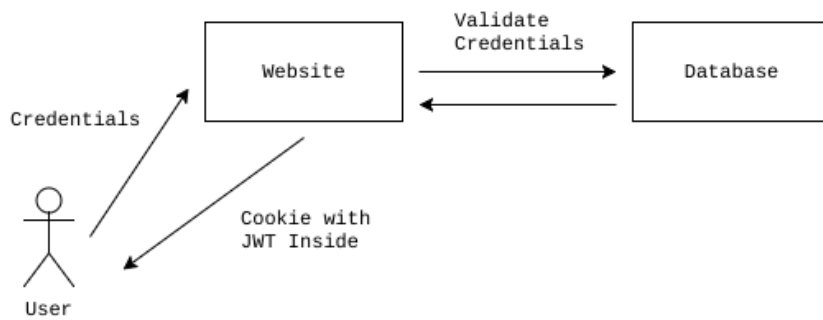 Validate
Credentials
Website
Database
Credentials
Cookie with
JWT Inside
User